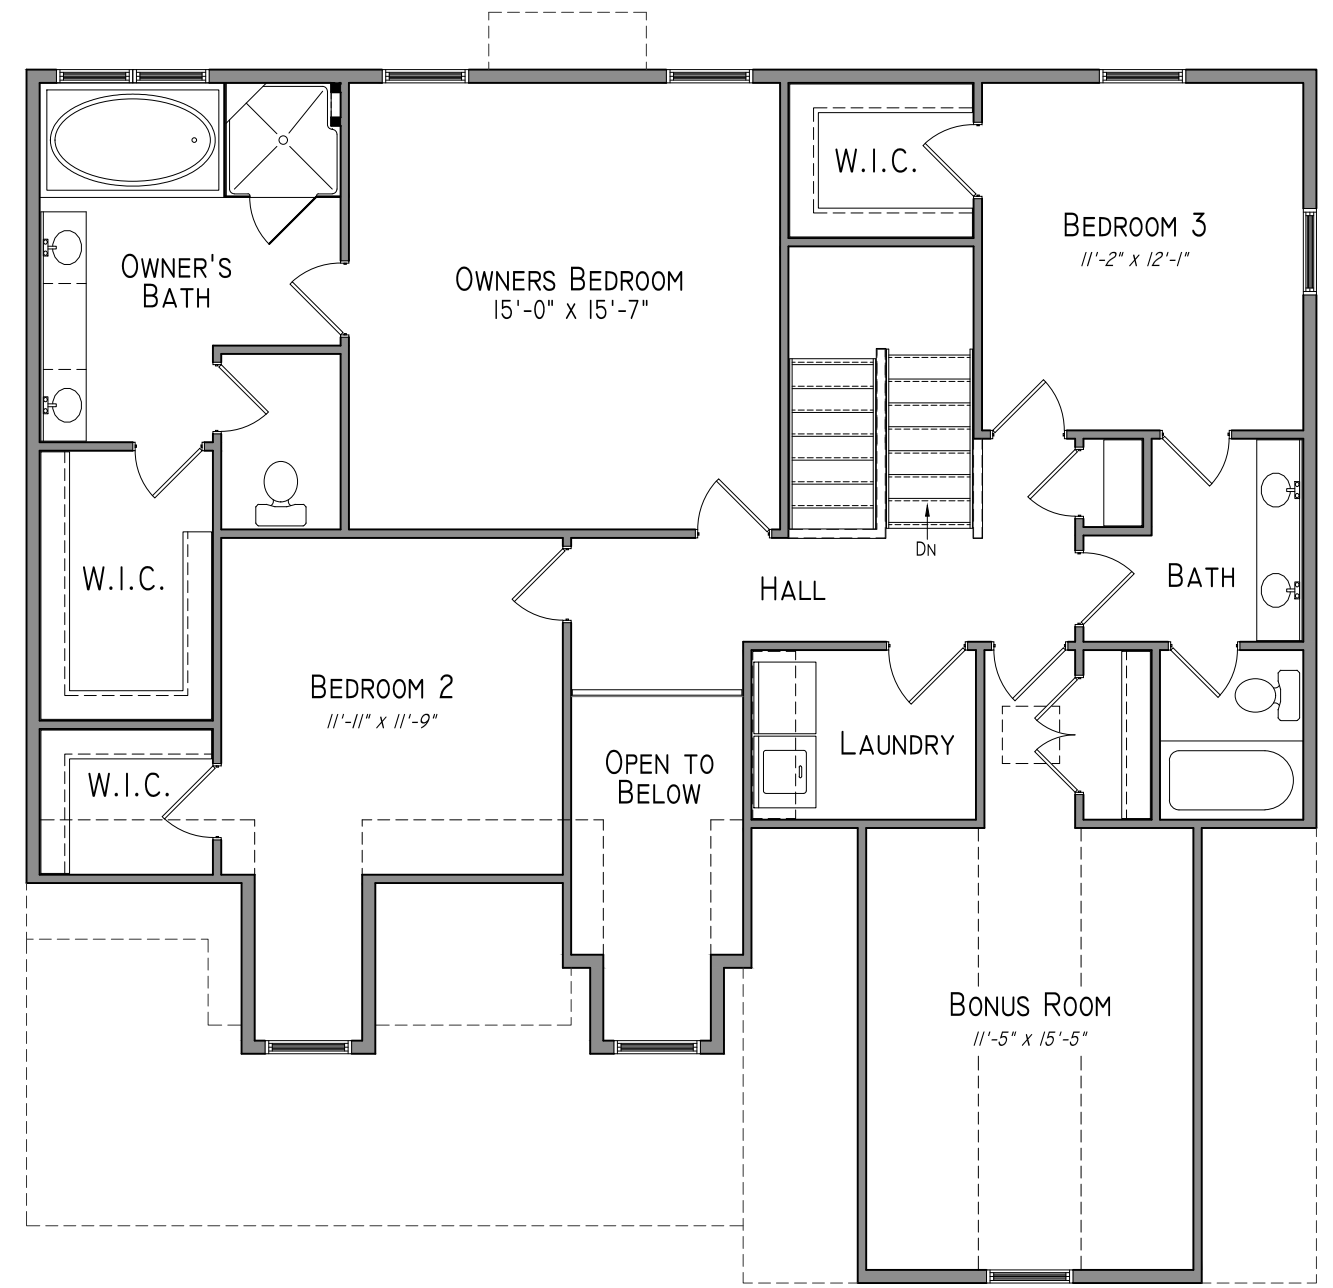 W.I.C.
BEDROOM 3
11'-2" X 12'-1"
OWNER'S
BATH
OWNERS BEDROOM
15'-0" X 15'-7"
DN
W.I.C.
HALL
BATH
BEDROOM 2
11'-11" X 11'-9"
LAUNDRY
OPEN TO
BELOW
W.I.C.
BONUS ROOM
11'-5" X 15'-5"